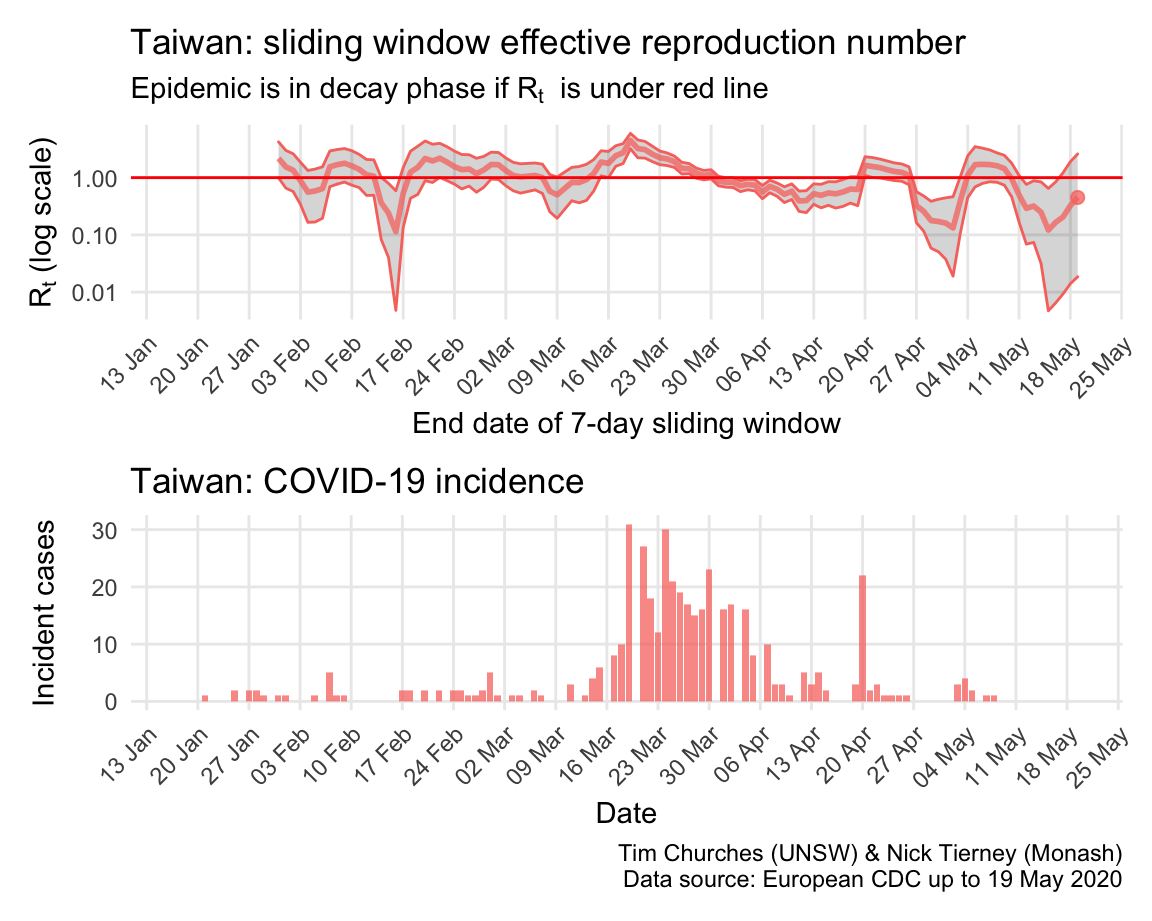 Taiwan: sliding window effective reproduction number
Epidemic is in decay phase if Rt is under red line
Rt (log scale)
1.00
0.10
0.01
13 Jan 20 Jan 27 Jan 03 Feb 10 Feb 17 Feb 24 Feb 02 Mar 09 Mar 16 Mar 23 Mar 30 Mar 06 Apr 13 Apr 20 Apr 27 Apr 04 May 11 May 18 May 25 May
End date of 7-day sliding window
Taiwan: COVID-19 incidence
Incident cases
30
20
10
0
13 Jan 20 Jan 27 Jan 03 Feb 10 Feb 17 Feb 24 Feb 02 Mar 09 Mar 16 Mar 23 Mar 30 Mar 06 Apr 13 Apr 20 Apr 27 Apr 04 May 11 May 18 May 25 May
Date
Tim Churches (UNSW) & Nick Tierney (Monash)
Data source: European CDC up to 19 May 2020